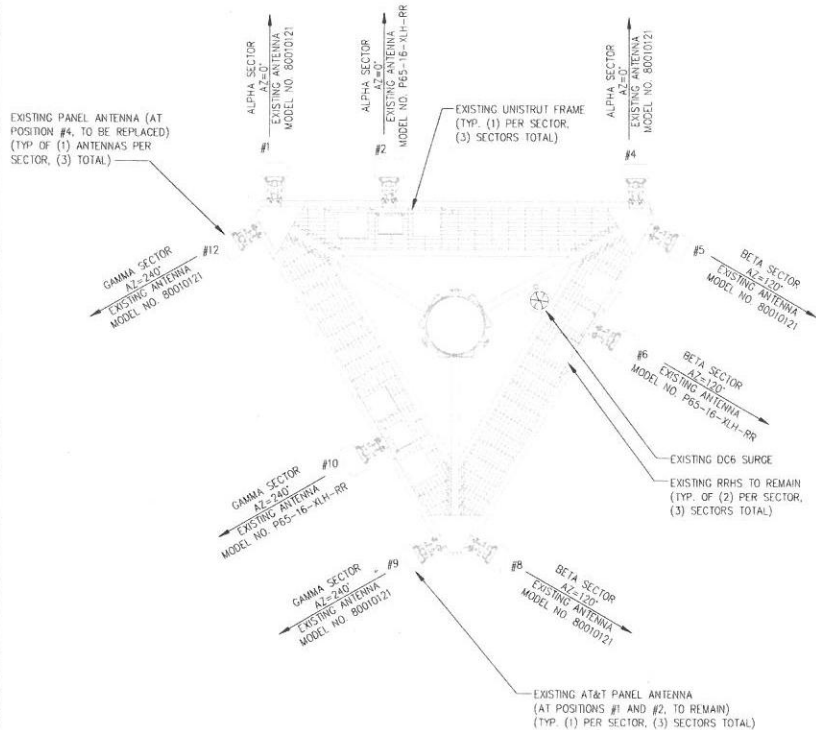 ALPHA SECTOR
AZ=0°
EXISTING ANTENNA
MODEL NO. 80010121
#1
ALPHA SECTOR
AZ=0°
EXISTING ANTENNA
MODEL NO. P65-16-XLH-RR
#2
ALPHA SECTOR
AZ=0°
EXISTING ANTENNA
MODEL NO. 80010121
#4
EXISTING PANEL ANTENNA (AT
POSITION #4, TO BE REPLACED)
(TYP OF (1) ANTENNAS PER
SECTOR, (3) TOTAL)
EXISTING UNISTRUT FRAME
(TYP. (1) PER SECTOR,
(3) SECTORS TOTAL)
#12
GAMMA SECTOR
AZ=240°
EXISTING ANTENNA
MODEL NO. 80010121
#5
BETA SECTOR
AZ=120°
EXISTING ANTENNA
MODEL NO. 80010121
#6
BETA SECTOR
AZ=120°
EXISTING ANTENNA
MODEL NO. P65-16-XLH-RR
EXISTING DC6 SURGE
EXISTING RRHS TO REMAIN
(TYP. OF (2) PER SECTOR,
(3) SECTORS TOTAL)
#10
GAMMA SECTOR
AZ=240°
EXISTING ANTENNA
MODEL NO. P65-16-XLH-RR
#9
GAMMA SECTOR
AZ=240°
EXISTING ANTENNA
MODEL NO. 80010121
#8
BETA SECTOR
AZ=120°
EXISTING ANTENNA
MODEL NO. 80010121
EXISTING AT&T PANEL ANTENNA
(AT POSITIONS #1 AND #2, TO REMAIN)
(TYP. (1) PER SECTOR, (3) SECTORS TOTAL)